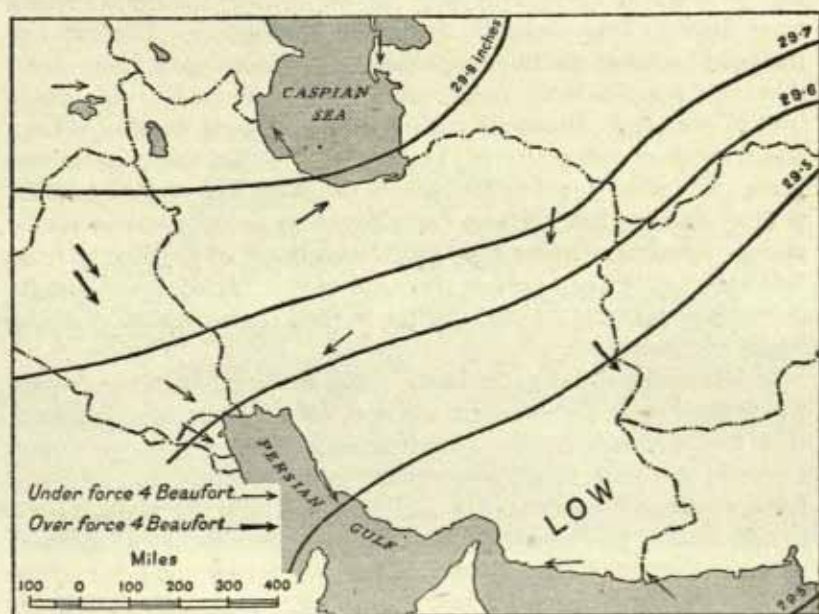 29·8 inches
29·7
29·6
29·5
CASPIAN
SEA
PERSIAN
GULF
LOW
Under force 4 Beaufort
Over force 4 Beaufort
Miles
100 0 100 200 300 400
29·5